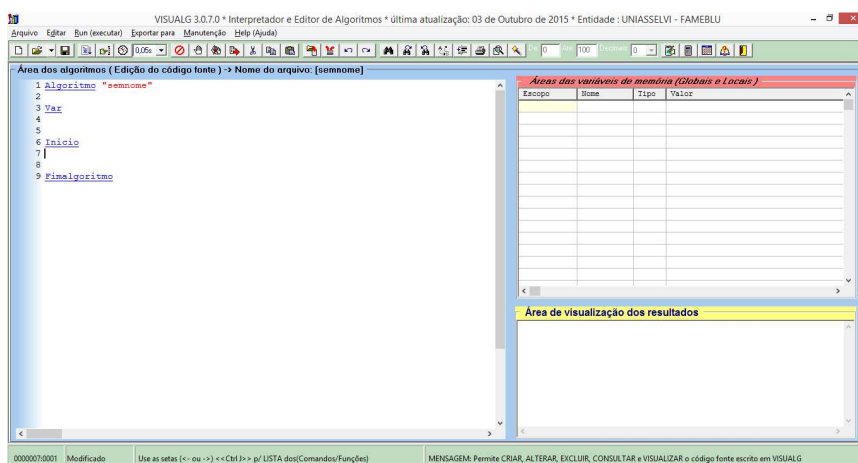 VISUALG 3.0.7.0 * Interpretador e Editor de Algoritmos * última atualização: 03 de Outubro de 2015 * Entidade : UNIASSELVI - FAMEBLU
Arquivo Editar Run (executar) Exportar para Manutenção Help (Ajuda)
0,05s De 0 Até 100 Decimais 0
Área dos algoritmos ( Edição do código fonte ) -> Nome do arquivo: [semnome]
1 Algoritmo "semnome"
2
3 Var
4
5
6 Inicio
7
8
9 Fimalgoritmo
Áreas das variáveis de memória (Globais e Locais )
Escopo Nome Tipo Valor
Área de visualização dos resultados
0000007:0001 Modificado Use as setas (<- ou ->) <<Ctrl J>> p/ LISTA dos(Comandos/Funções) MENSAGEM: Permite CRIAR, ALTERAR, EXCLUIR, CONSULTAR e VISUALIZAR o código fonte escrito em VISUALG